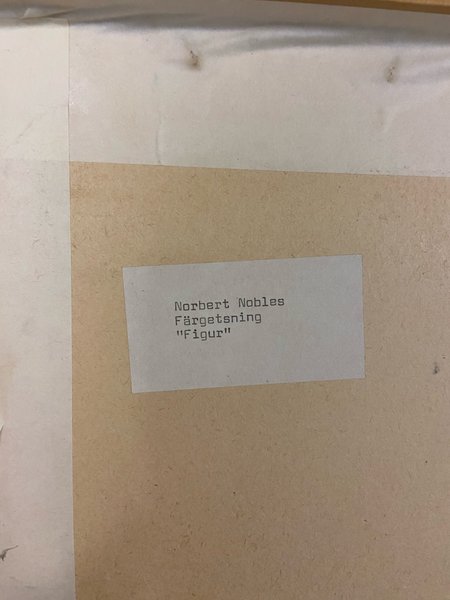 Norbert Nobles
Färgetsning
"Figur"